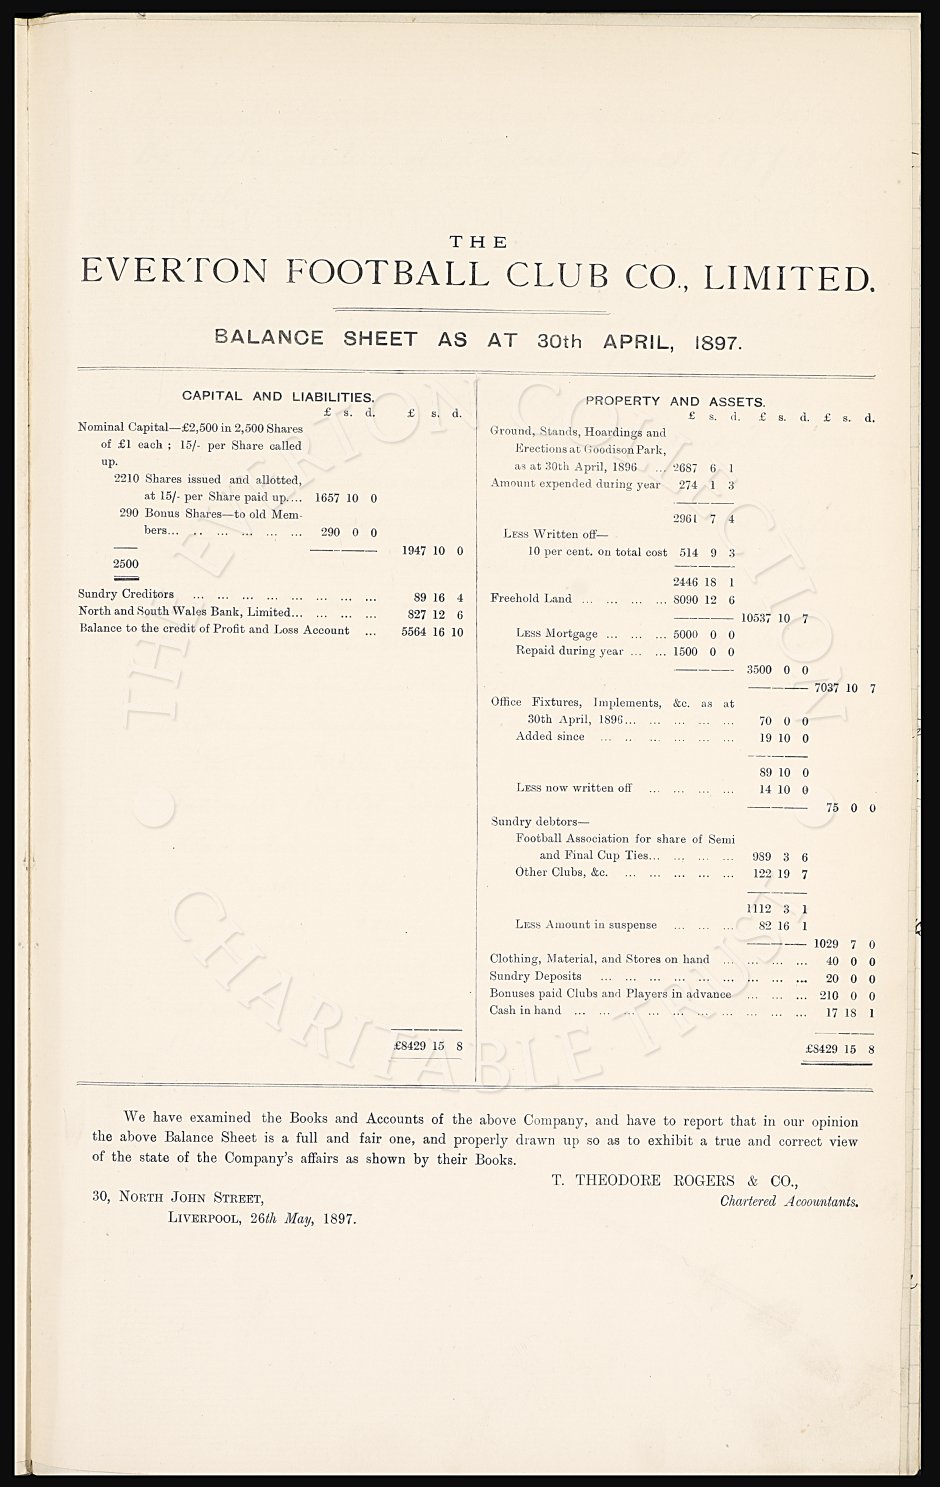 THE
EVERTON FOOTBALL CLUB CO., LIMITED.
BALANCE SHEET AS AT 30th APRIL, 1897.
CAPITAL AND LIABILITIES.
£ s. d. £ s. d.
Nominal Capital—£2,500 in 2,500 Shares
of £1 each ; 15/- per Share called
up.
2210 Shares issued and allotted,
at 15/- per Share paid up.... 1657 10 0
290 Bonus Shares—to old Mem-
bers... .. ... ... ... ... 290 0 0
1947 10 0
2500
Sundry Creditors ... ... ... ... ... ... ... ... 89 16 4
North and South Wales Bank, Limited... ... ... ... 827 12 6
Balance to the credit of Profit and Loss Account ... 5564 16 10
£8429 15 8
PROPERTY AND ASSETS.
£ s. d. £ s. d. £ s. d.
Ground, Stands, Hoardings and
Erections at Goodison Park,
as at 30th April, 1896 ... 2687 6 1
Amount expended during year 274 1 3
2961 7 4
LESS Written off—
10 per cent. on total cost 514 9 3
2446 18 1
Freehold Land ... ... ... ... 8090 12 6
10537 10 7
LESS Mortgage ... ... ... 5000 0 0
Repaid during year ... ... 1500 0 0
3500 0 0
7037 10 7
Office Fixtures, Implements, &c. as at
30th April, 1896... ... ... ... ... 70 0 0
Added since ... .. ... ... ... ... 19 10 0
89 10 0
LESS now written off ... ... ... ... 14 10 0
75 0 0
Sundry debtors—
Football Association for share of Semi
and Final Cup Ties... ... ... ... 989 3 6
Other Clubs, &c. ... ... ... ... ... 122 19 7
1112 3 1
LESS Amount in suspense ... ... ... 82 16 1
1029 7 0
Clothing, Material, and Stores on hand ... ... ... ... 40 0 0
Sundry Deposits ... ... ... ... ... ... ... ... ... 20 0 0
Bonuses paid Clubs and Players in advance ... ... ... 210 0 0
Cash in hand ... ... ... ... ... ... ... ... ... ... 17 18 1
£8429 15 8
We have examined the Books and Accounts of the above Company, and have to report that in our opinion
the above Balance Sheet is a full and fair one, and properly drawn up so as to exhibit a true and correct view
of the state of the Company's affairs as shown by their Books.
T. THEODORE ROGERS & CO.,
Chartered Acoountants.
30, NORTH JOHN STREET,
LIVERPOOL, 26th May, 1897.
THE EVERTON COLLECTION
CHARITABLE TRUST